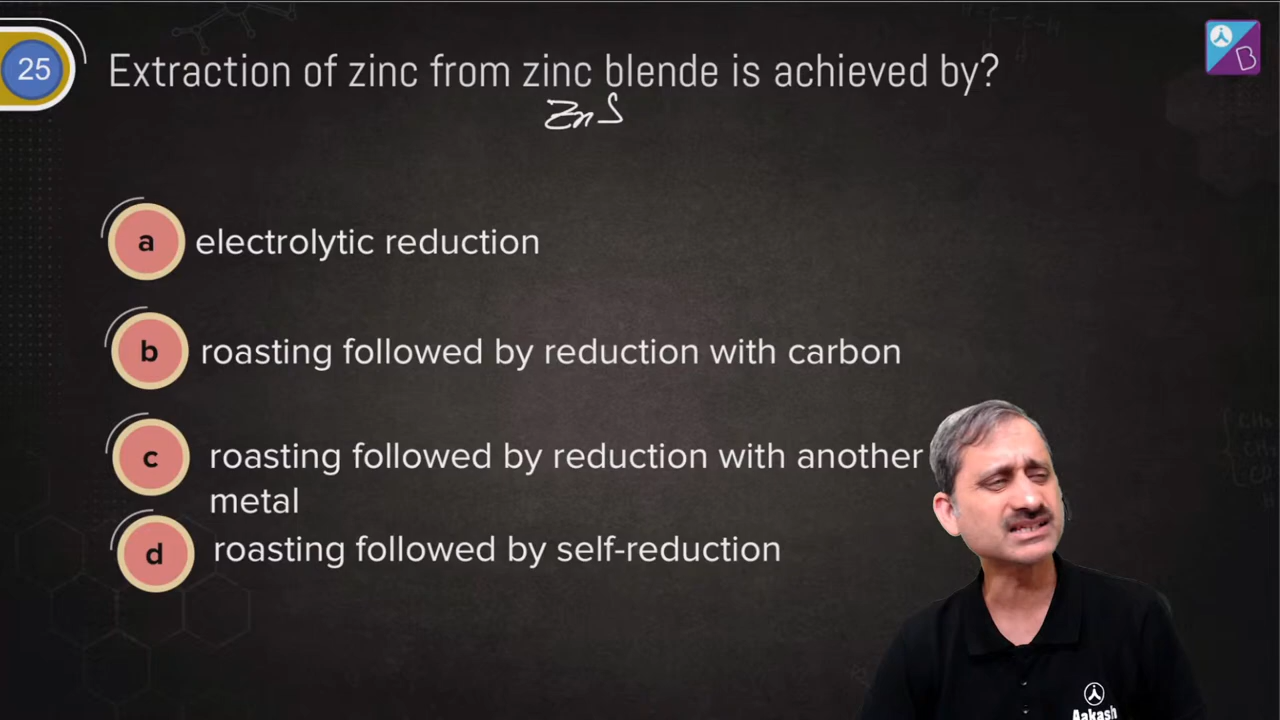 25
Extraction of zinc from zinc blende is achieved by?
ZnS
B
a electrolytic reduction
b roasting followed by reduction with carbon
c roasting followed by reduction with another
metal
d roasting followed by self-reduction
Aakash